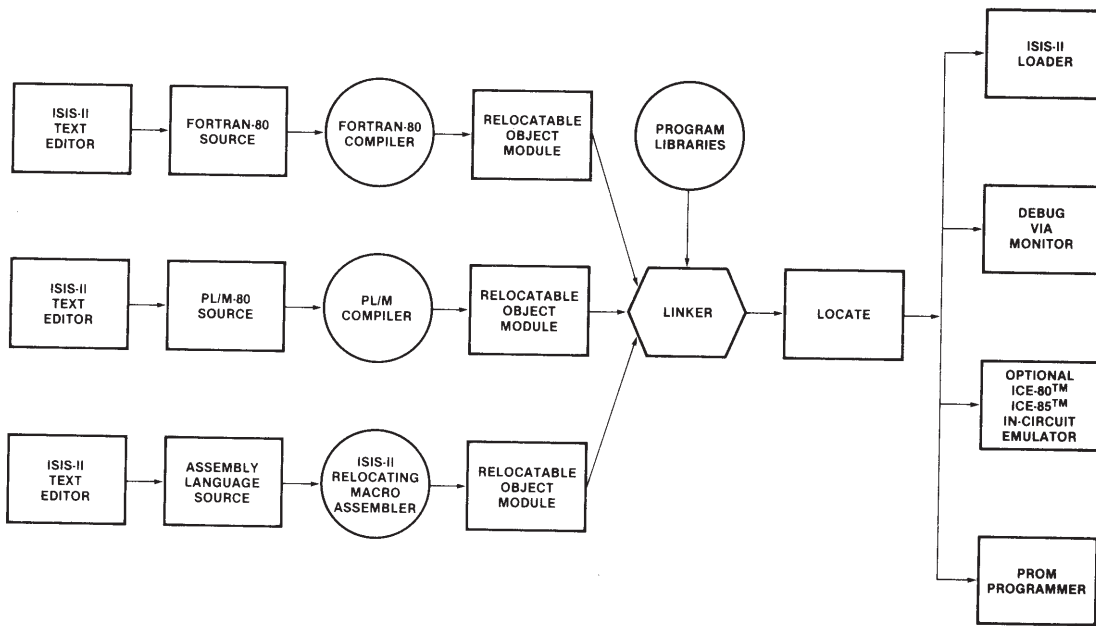 ISIS-II
TEXT
EDITOR
FORTRAN-80
SOURCE
FORTRAN-80
COMPILER
RELOCATABLE
OBJECT
MODULE
PROGRAM
LIBRARIES
ISIS-II
TEXT
EDITOR
PL/M-80
SOURCE
PL/M
COMPILER
RELOCATABLE
OBJECT
MODULE
LINKER
LOCATE
ISIS-II
TEXT
EDITOR
ASSEMBLY
LANGUAGE
SOURCE
ISIS-II
RELOCATING
MACRO
ASSEMBLER
RELOCATABLE
OBJECT
MODULE
ISIS-II
LOADER
DEBUG
VIA
MONITOR
OPTIONAL
ICE-80™
ICE-85™
IN-CIRCUIT
EMULATOR
PROM
PROGRAMMER